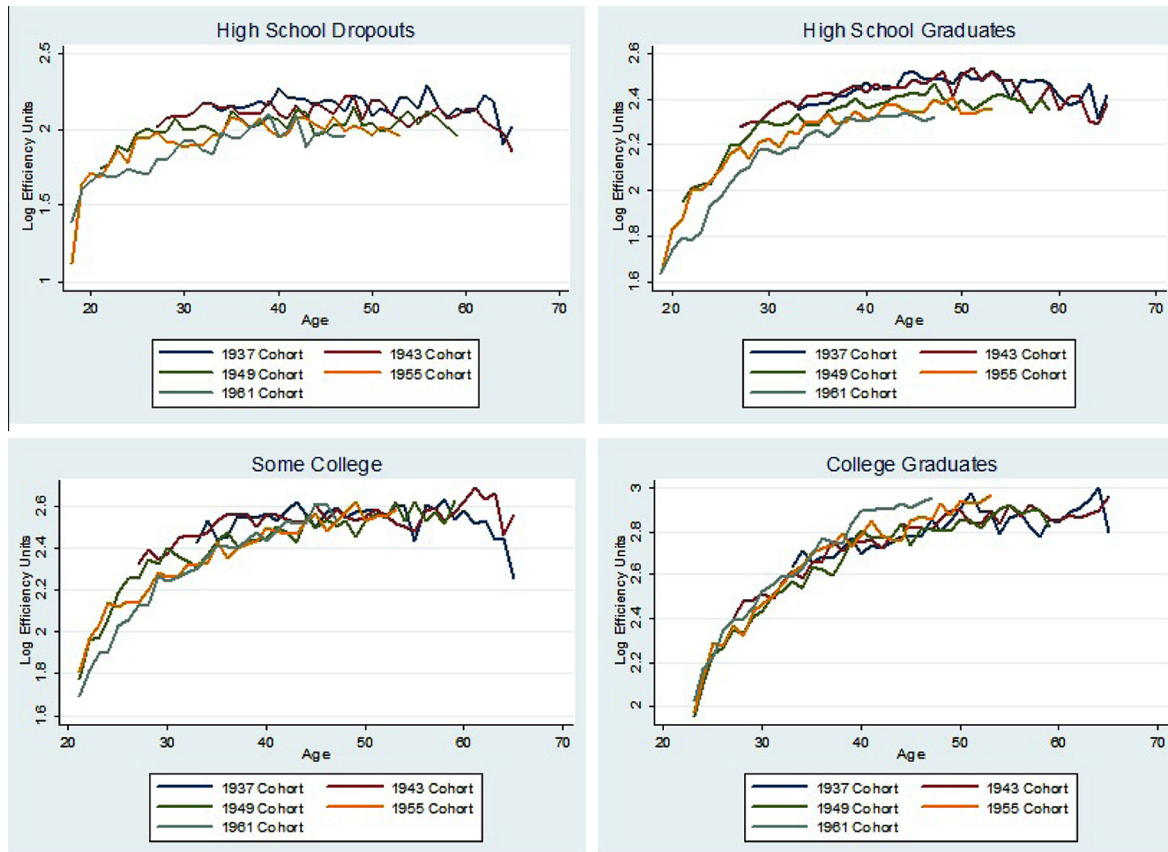 High School Dropouts
Log Efficiency Units
2.5
2
1.5
1
20 30 40 50 60 70
Age
1937 Cohort 1943 Cohort
1949 Cohort 1955 Cohort
1961 Cohort
High School Graduates
Log Efficiency Units
2.6
2.4
2.2
2
1.8
1.6
20 30 40 50 60 70
Age
1937 Cohort 1943 Cohort
1949 Cohort 1955 Cohort
1961 Cohort
Some College
Log Efficiency Units
2.6
2.4
2.2
2
1.8
1.6
20 30 40 50 60 70
Age
1937 Cohort 1943 Cohort
1949 Cohort 1955 Cohort
1961 Cohort
College Graduates
Log Efficiency Units
3
2.8
2.6
2.4
2.2
2
20 30 40 50 60 70
Age
1937 Cohort 1943 Cohort
1949 Cohort 1955 Cohort
1961 Cohort